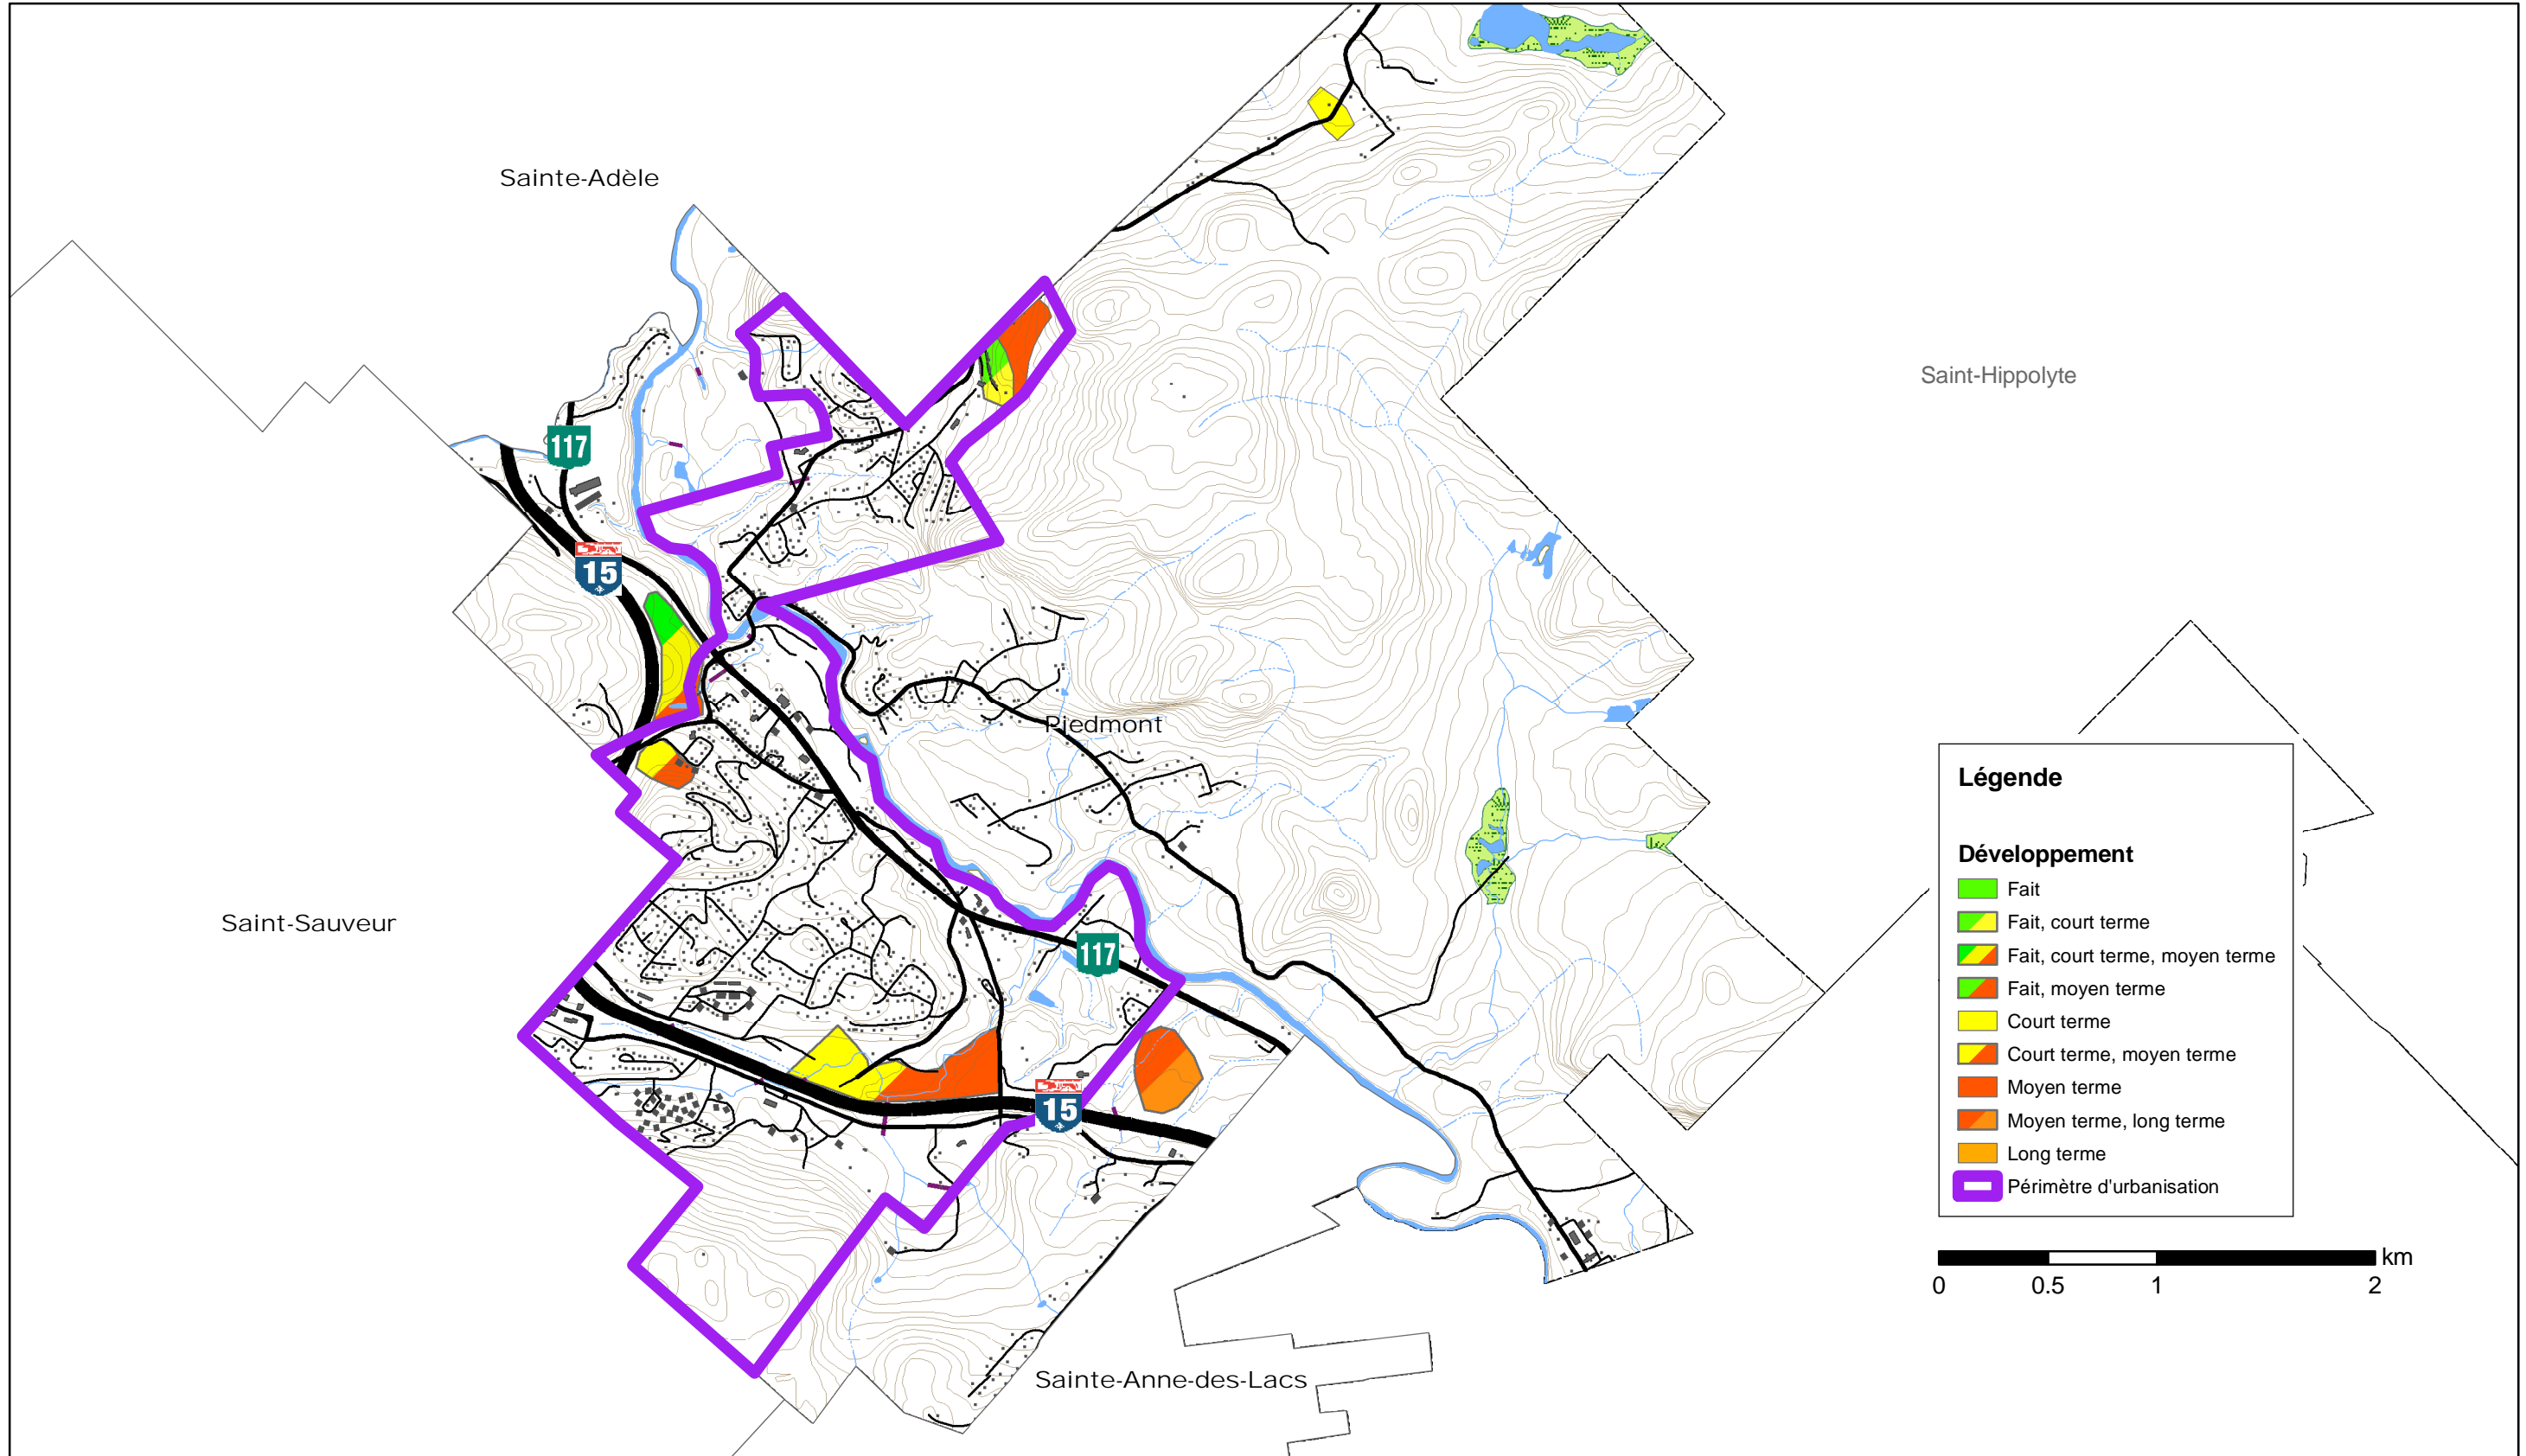 Sainte-Adèle
Saint-Hippolyte
117
15
Piedmont
Saint-Sauveur
117
15
Sainte-Anne-des-Lacs
Légende
Développement
Fait
Fait, court terme
Fait, court terme, moyen terme
Fait, moyen terme
Court terme
Court terme, moyen terme
Moyen terme
Moyen terme, long terme
Long terme
Périmètre d'urbanisation
km
0 0.5 1 2